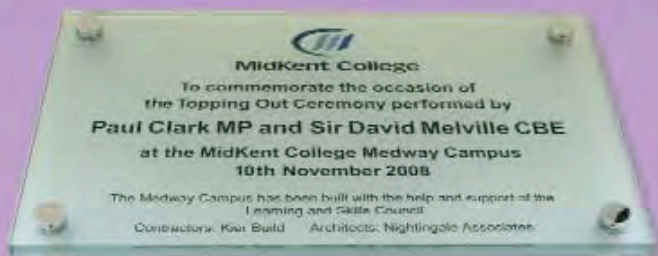 MidKent College
To commemorate the occasion of
the Topping Out Ceremony performed by
Paul Clark MP and Sir David Melville CBE
at the MidKent College Medway Campus
10th November 2008
The Medway Campus has been built with the help and support of the
Learning and Skills Council
Contractors: Kier Build Architects: Nightingale Associates